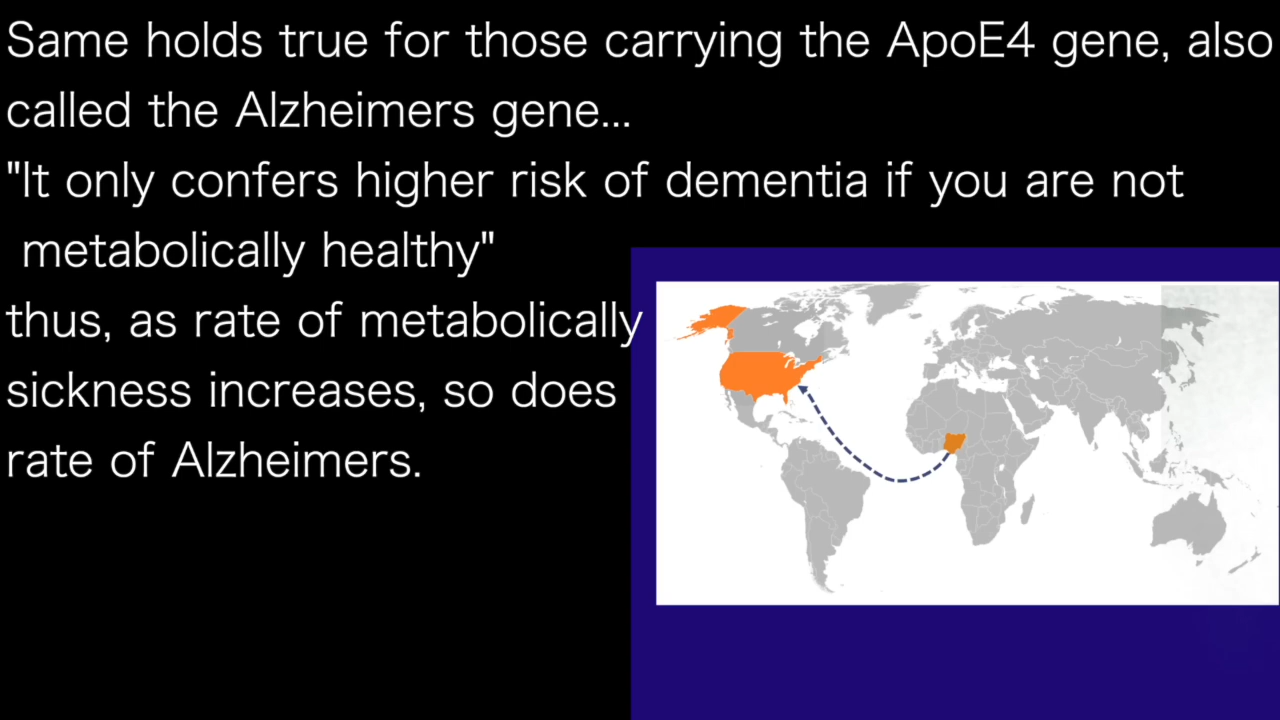 Same holds true for those carrying the ApoE4 gene, also
called the Alzheimers gene...
"It only confers higher risk of dementia if you are not
metabolically healthy"
thus, as rate of metabolically
sickness increases, so does
rate of Alzheimers.